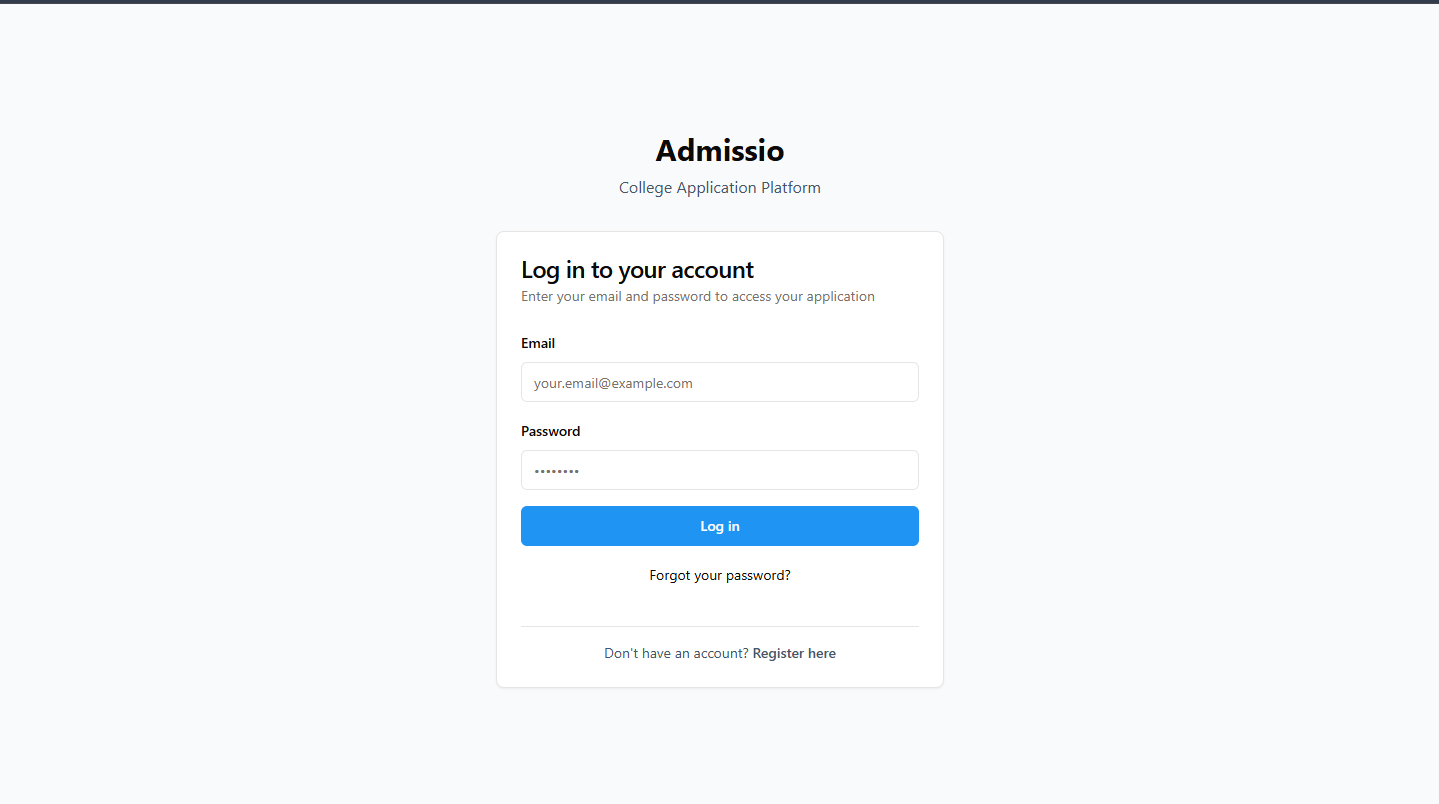 Admissio
College Application Platform
Log in to your account
Enter your email and password to access your application
Email
your.email@example.com
Password
••••••••
Log in
Forgot your password?
Don't have an account? Register here